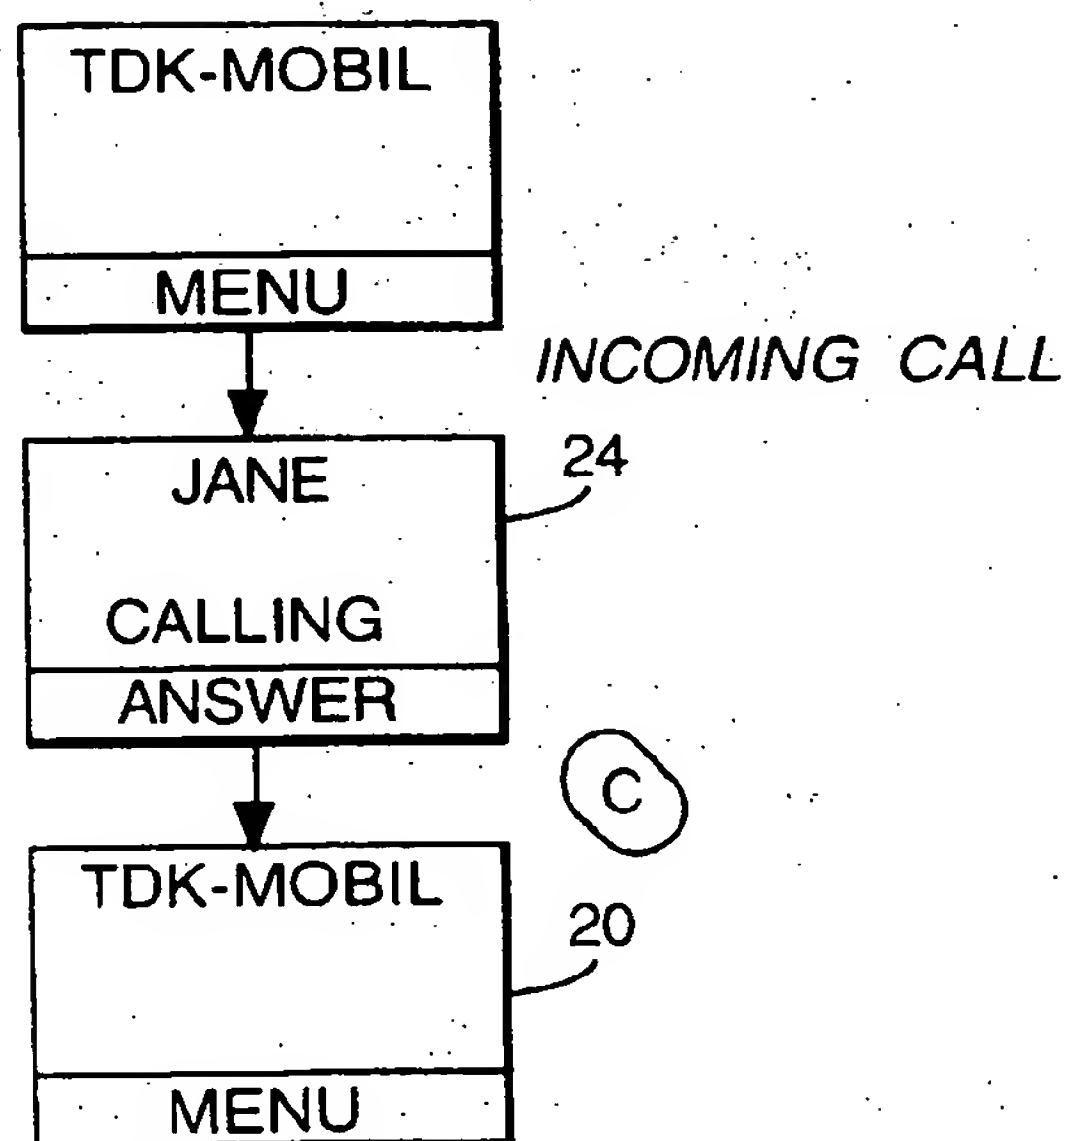 TDK-MOBIL
MENU
INCOMING CALL
24
JANE
CALLING
ANSWER
C
TDK-MOBIL
20
MENU